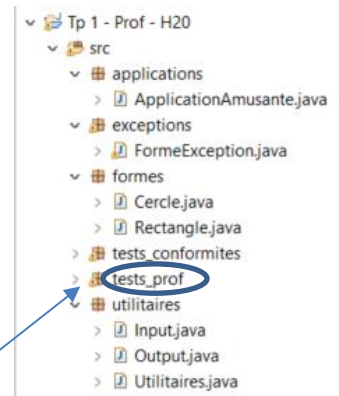 Tp 1 - Prof - H20
src
applications
ApplicationAmusante.java
exceptions
FormeException.java
formes
Cercle.java
Rectangle.java
tests_conformites
tests_prof
utilitaires
Input.java
Output.java
Utilitaires.java